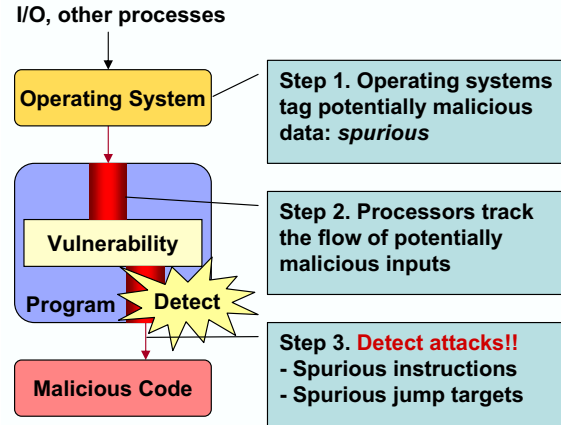 I/O, other processes
Operating System
Step 1. Operating systems
tag potentially malicious
data: spurious
Vulnerability
Program
Detect
Step 2. Processors track
the flow of potentially
malicious inputs
Malicious Code
Step 3. Detect attacks!!
- Spurious instructions
- Spurious jump targets